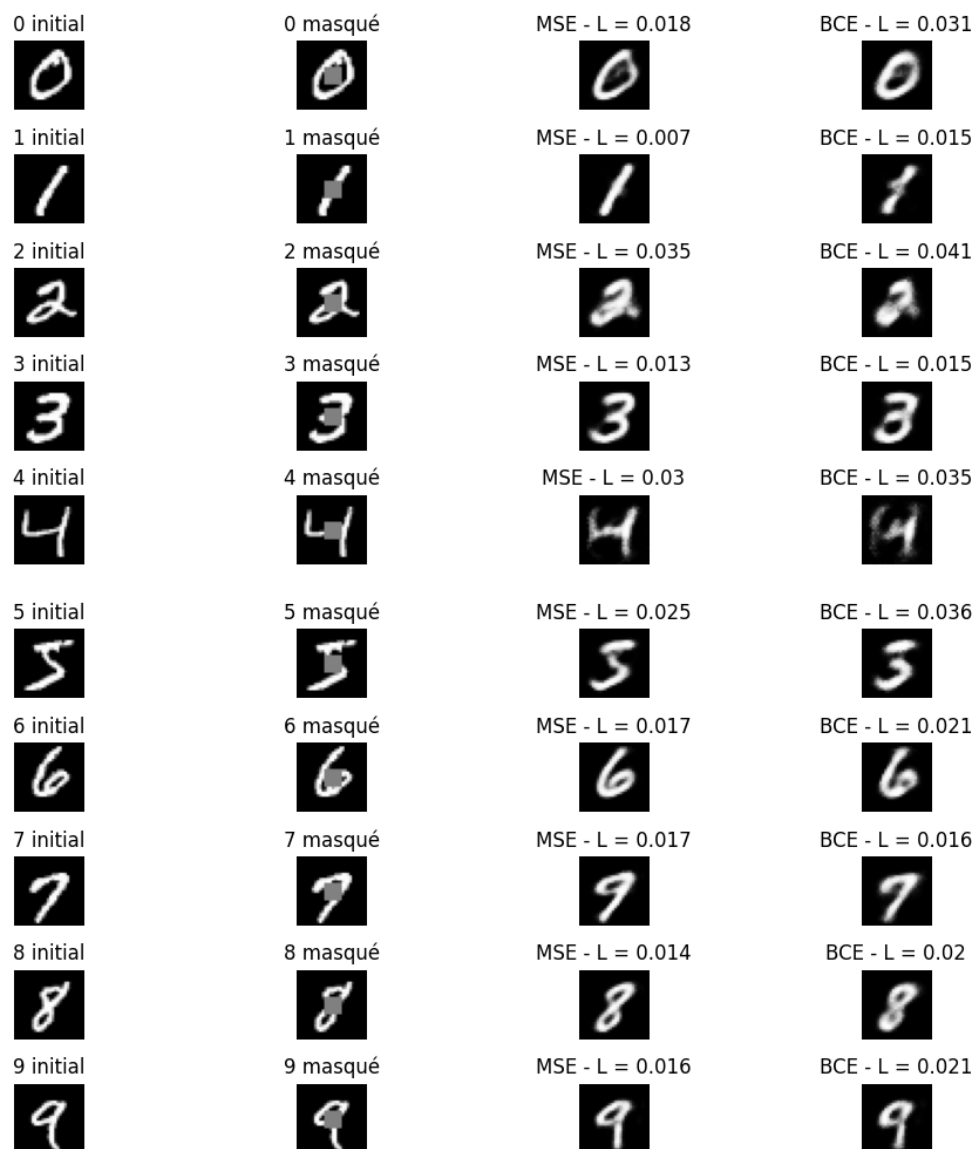 0 initial 0 masqué MSE - L = 0.018 BCE - L = 0.031
1 initial 1 masqué MSE - L = 0.007 BCE - L = 0.015
2 initial 2 masqué MSE - L = 0.035 BCE - L = 0.041
3 initial 3 masqué MSE - L = 0.013 BCE - L = 0.015
4 initial 4 masqué MSE - L = 0.03 BCE - L = 0.035
5 initial 5 masqué MSE - L = 0.025 BCE - L = 0.036
6 initial 6 masqué MSE - L = 0.017 BCE - L = 0.021
7 initial 7 masqué MSE - L = 0.017 BCE - L = 0.016
8 initial 8 masqué MSE - L = 0.014 BCE - L = 0.02
9 initial 9 masqué MSE - L = 0.016 BCE - L = 0.021